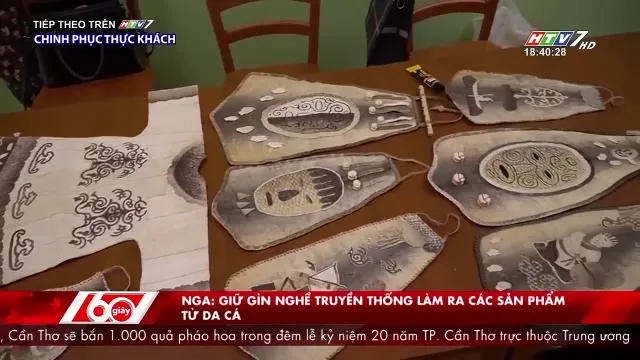 TIẾP THEO TRÊN HTV7
CHINH PHỤC THỰC KHÁCH
HTV7 HD
18:40:28
60 giây
NGA: GIỮ GÌN NGHỀ TRUYỀN THỐNG LÀM RA CÁC SẢN PHẨM
TỪ DA CÁ
, Cần Thơ sẽ bắn 1.000 quả pháo hoa trong đêm lễ kỷ niệm 20 năm TP. Cần Thơ trực thuộc Trung ương